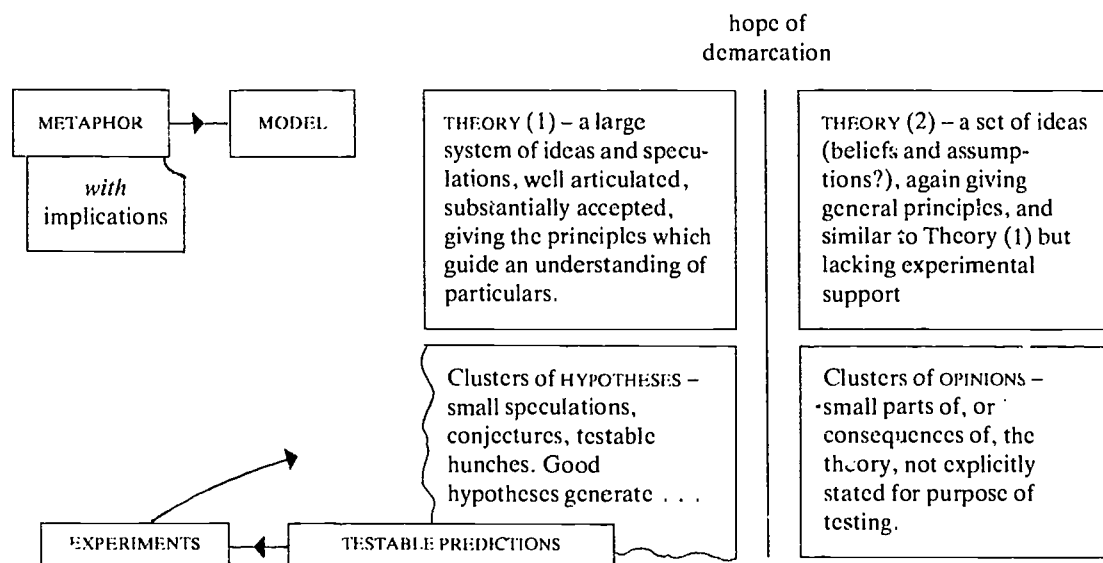 hope of
demarcation
METAPHOR
MODEL
with
implications
THEORY (1) – a large
system of ideas and specu-
lations, well articulated,
substantially accepted,
giving the principles which
guide an understanding of
particulars.
THEORY (2) – a set of ideas
(beliefs and assump-
tions?), again giving
general principles, and
similar to Theory (1) but
lacking experimental
support
Clusters of HYPOTHESES –
small speculations,
conjectures, testable
hunches. Good
hypotheses generate . . .
Clusters of OPINIONS –
small parts of, or
consequences of, the
theory, not explicitly
stated for purpose of
testing.
EXPERIMENTS
TESTABLE PREDICTIONS